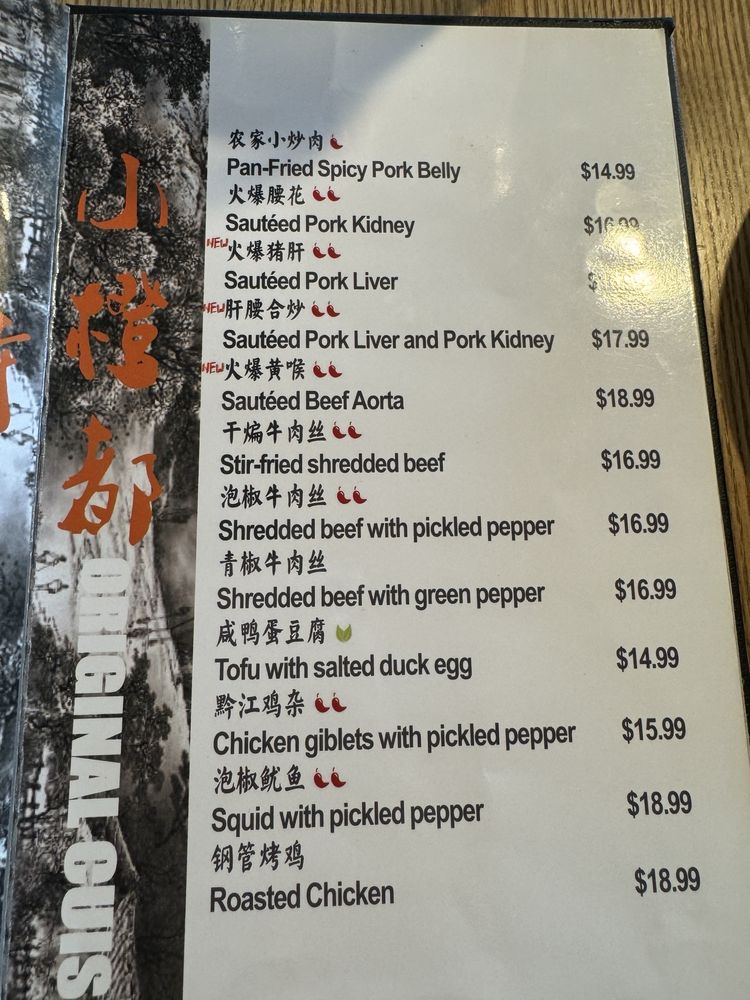 小橙都
ORIGINAL CUIS
农家小炒肉
Pan-Fried Spicy Pork Belly $14.99
火爆腰花
Sautéed Pork Kidney $16.99
NEW 火爆猪肝
Sautéed Pork Liver
NEW 肝腰合炒
Sautéed Pork Liver and Pork Kidney $17.99
NEW 火爆黄喉
Sautéed Beef Aorta $18.99
干煸牛肉丝
Stir-fried shredded beef $16.99
泡椒牛肉丝
Shredded beef with pickled pepper $16.99
青椒牛肉丝
Shredded beef with green pepper $16.99
咸鸭蛋豆腐
Tofu with salted duck egg $14.99
黔江鸡杂
Chicken giblets with pickled pepper $15.99
泡椒鱿鱼
Squid with pickled pepper $18.99
钢管烤鸡
Roasted Chicken $18.99